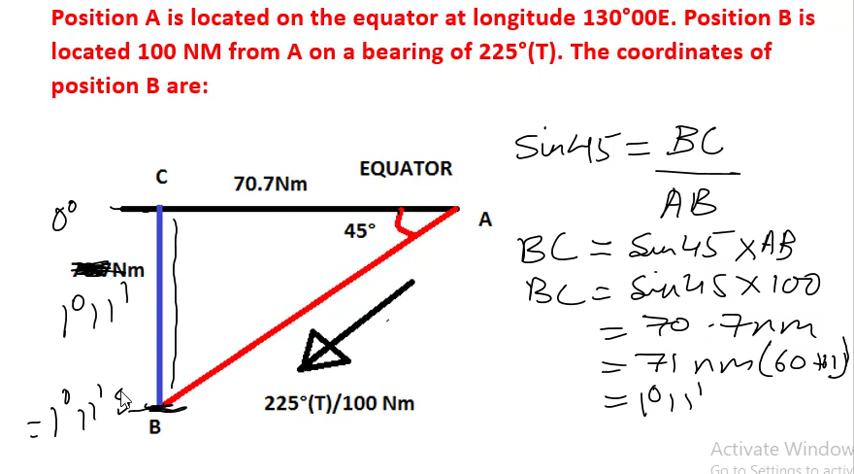 Position A is located on the equator at longitude 130°00E. Position B is
located 100 NM from A on a bearing of 225°(T). The coordinates of
position B are:
sin45 = BC
AB
C
70.7Nm
EQUATOR
0°
A
45°
BC = sin45 x AB
Nm
BC = sin45 x 100
1°11'
= 70.7nm
= 71 nm (60+11)
= 1°11'
= 1°11' S
B
225°(T)/100 Nm
Activate Window
Go to Settings to activ